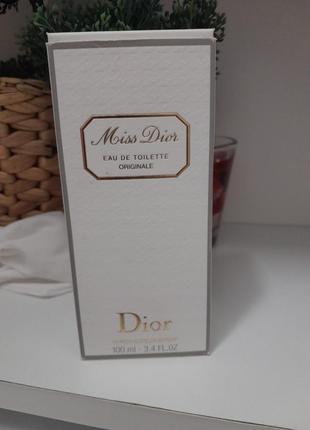 Miss Dior
EAU DE TOILETTE
ORIGINALE
Dior
100 ml - 3.4 FL.OZ